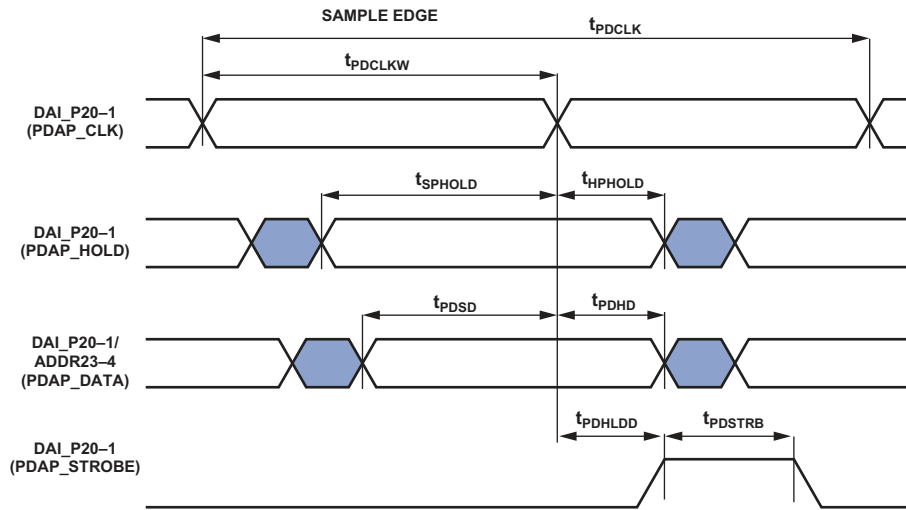 SAMPLE EDGE
tPDCLK
tPDCLKW
DAI_P20–1
(PDAP_CLK)
tSPHOLD
tHPHOLD
DAI_P20–1
(PDAP_HOLD)
tPDSD
tPDHD
DAI_P20–1/
ADDR23–4
(PDAP_DATA)
tPDHLDD
tPDSTRB
DAI_P20–1
(PDAP_STROBE)